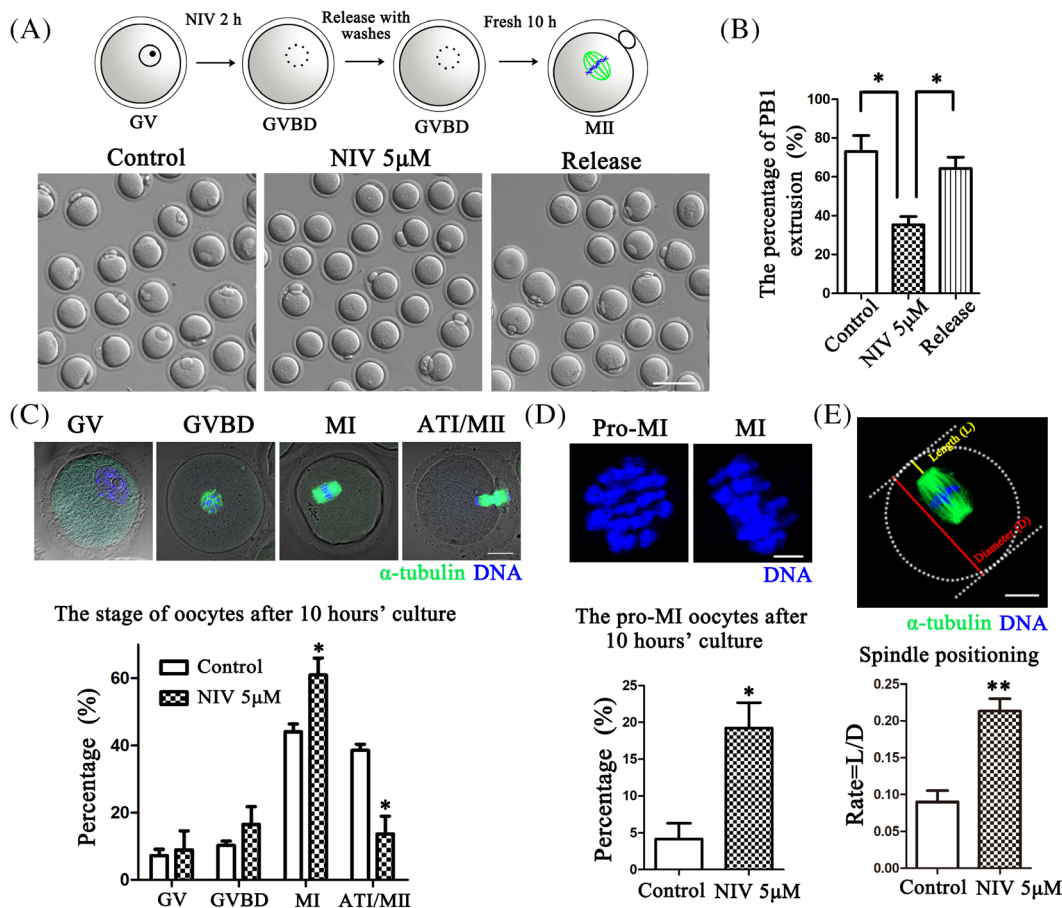 (A)
NIV 2 h
Release with
washes
Fresh 10 h
GV
GVBD
GVBD
MII
Control
NIV 5μM
Release
(B)
The percentage of PB1
extrusion (%)
100
80
60
40
20
0
*
*
Control
NIV 5μM
Release
(C)
GV
GVBD
MI
ATI/MII
α-tubulin DNA
The stage of oocytes after 10 hours’ culture
Percentage (%)
60
40
20
0
Control
NIV 5μM
*
*
GV
GVBD
MI
ATI/MII
(D)
Pro-MI
MI
DNA
The pro-MI oocytes after
10 hours’ culture
Percentage (%)
25
20
15
10
5
0
*
Control
NIV 5μM
(E)
Length (L)
Diameter (D)
α-tubulin DNA
Spindle positioning
Rate=L/D
0.25
0.20
0.15
0.10
0.05
0.00
**
Control
NIV 5μM